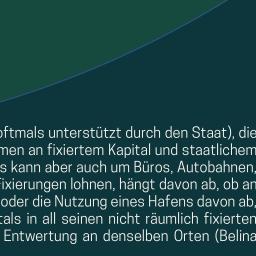 oftmals unterstützt durch den Staat), die
men an fixiertem Kapital und staatlichem
s kann aber auch um Büros, Autobahnen,
Fixierungen lohnen, hängt davon ab, ob an
oder die Nutzung eines Hafens davon ab,
tals in all seinen nicht räumlich fixierten
Entwertung an denselben Orten (Belina